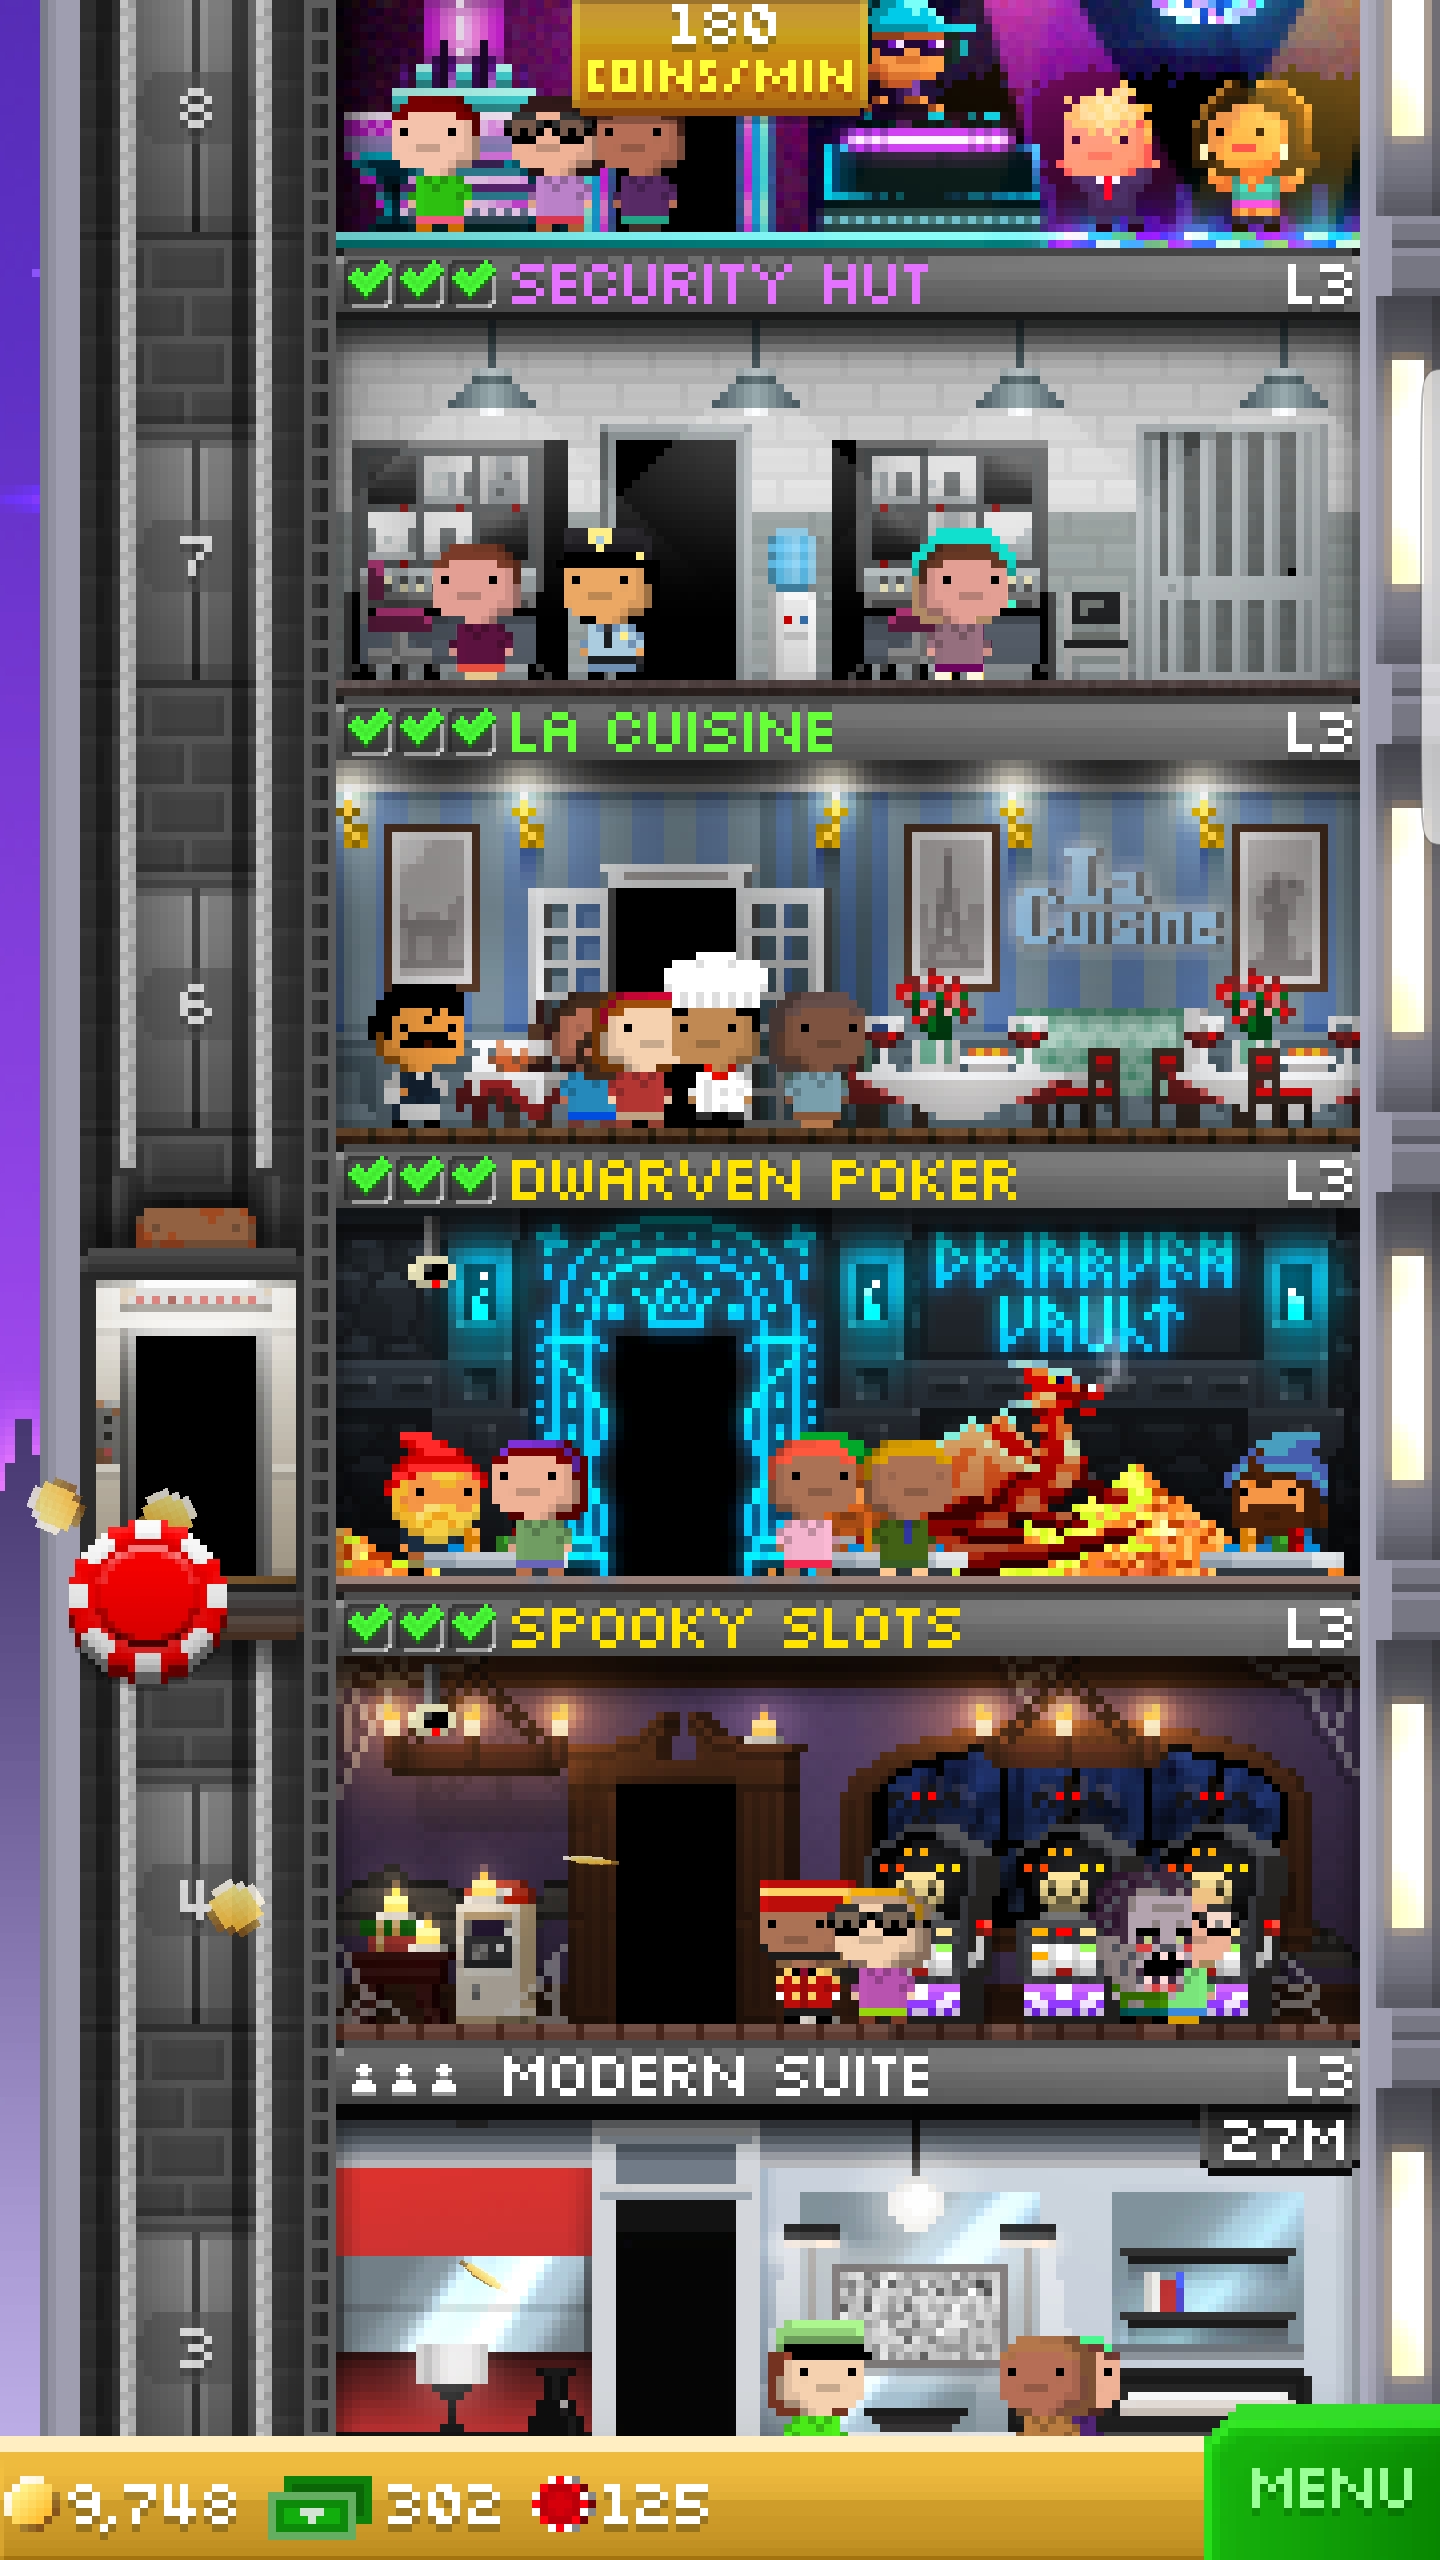 180
COINS/MIN
8
SECURITY HUT L3
7
LA CUISINE L3
La
Cuisine
6
DWARVEN POKER L3
DWARVEN
VAULT
SPOOKY SLOTS L3
4
MODERN SUITE L3
27M
3
9,748 302 125
MENU